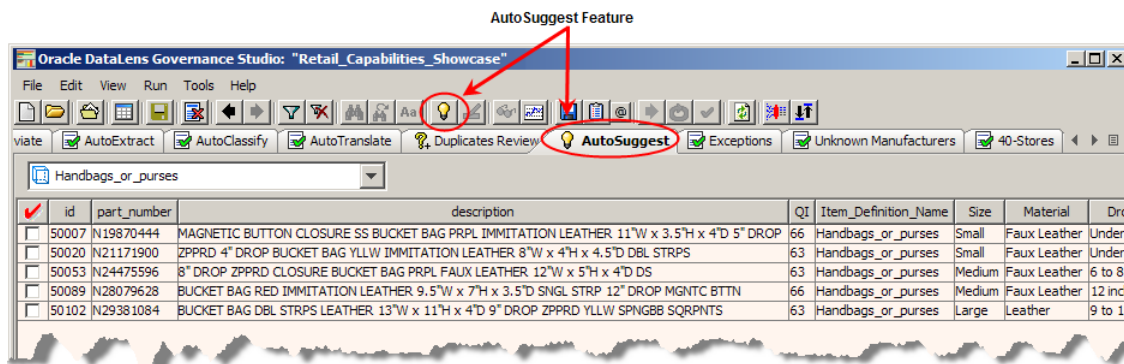 AutoSuggest Feature
Oracle DataLens Governance Studio: "Retail_Capabilities_Showcase"
File Edit View Run Tools Help
Aa @
viate AutoExtract AutoClassify AutoTranslate Duplicates Review AutoSuggest Exceptions Unknown Manufacturers 40-Stores
Handbags_or_purses
id part_number description QI Item_Definition_Name Size Material Dro
50007 N19870444 MAGNETIC BUTTON CLOSURE SS BUCKET BAG PRPL IMMITATION LEATHER 11"W x 3.5"H x 4"D 5" DROP 66 Handbags_or_purses Small Faux Leather Under
50020 N21171900 ZPPRD 4" DROP BUCKET BAG YLLW IMMITATION LEATHER 8"W x 4"H x 4.5"D DBL STRPS 63 Handbags_or_purses Small Faux Leather Under
50053 N24475596 8" DROP ZPPRD CLOSURE BUCKET BAG PRPL FAUX LEATHER 12"W x 5"H x 4"D DS 63 Handbags_or_purses Medium Faux Leather 6 to 8
50089 N28079628 BUCKET BAG RED IMMITATION LEATHER 9.5"W x 7"H x 3.5"D SNGL STRP 12" DROP MGNTC BTTN 66 Handbags_or_purses Medium Faux Leather 12 inc
50102 N29381084 BUCKET BAG DBL STRPS LEATHER 13"W x 11"H x 4"D 9" DROP ZPPRD YLLW SPNGBB SQRPNTS 63 Handbags_or_purses Large Leather 9 to 1